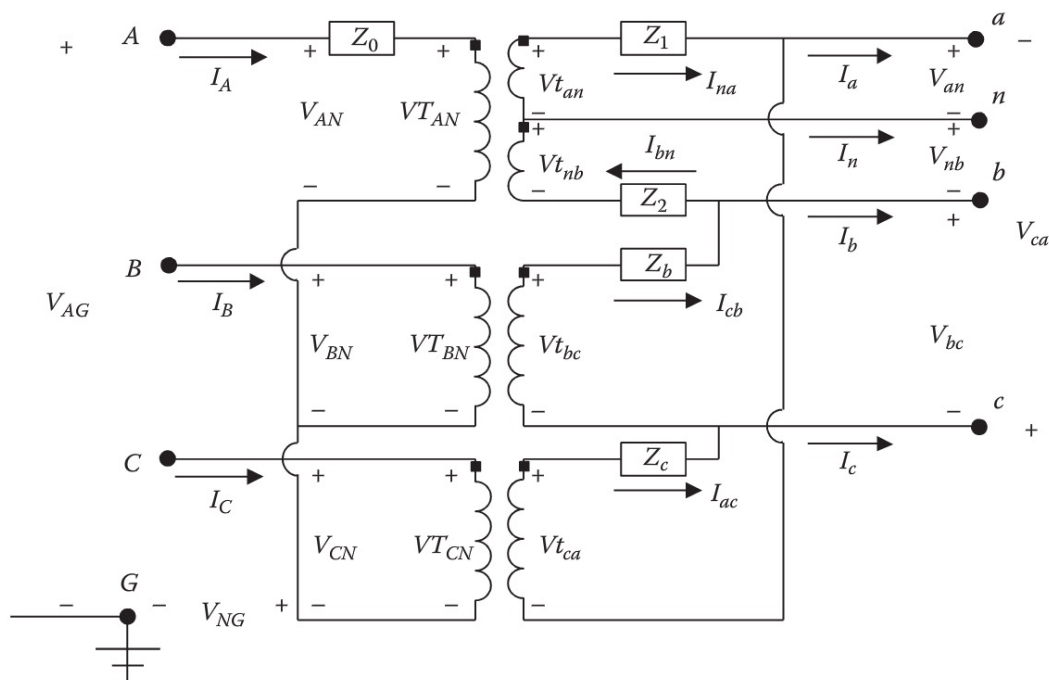 + A I_A + Z_0 + + Z_1 a −
V_AN VT_AN Vt_an I_na I_a + V_an
− − n
+ Vt_nb I_bn I_n + V_nb
− − − Z_2 − b
I_b + V_ca
B I_B + + + Z_b
V_AG V_BN VT_BN Vt_bc I_cb V_bc
− − − − c
C I_C + + + Z_c I_c +
V_CN VT_CN Vt_ca I_ac
G
− − V_NG + − − −